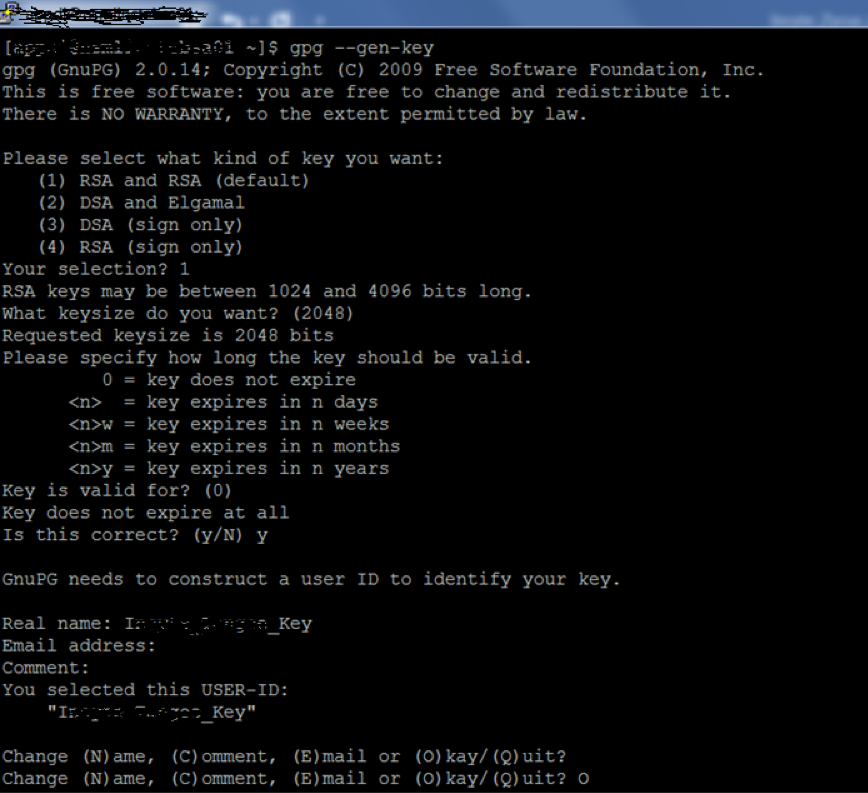 ~]$ gpg --gen-key
gpg (GnuPG) 2.0.14; Copyright (C) 2009 Free Software Foundation, Inc.
This is free software: you are free to change and redistribute it.
There is NO WARRANTY, to the extent permitted by law.
Please select what kind of key you want:
(1) RSA and RSA (default)
(2) DSA and Elgamal
(3) DSA (sign only)
(4) RSA (sign only)
Your selection? 1
RSA keys may be between 1024 and 4096 bits long.
What keysize do you want? (2048)
Requested keysize is 2048 bits
Please specify how long the key should be valid.
0 = key does not expire
<n>  = key expires in n days
<n>w = key expires in n weeks
<n>m = key expires in n months
<n>y = key expires in n years
Key is valid for? (0)
Key does not expire at all
Is this correct? (y/N) y
GnuPG needs to construct a user ID to identify your key.
Real name: _Key
Email address:
Comment:
You selected this USER-ID:
_Key"
Change (N)ame, (C)omment, (E)mail or (O)kay/(Q)uit?
Change (N)ame, (C)omment, (E)mail or (O)kay/(Q)uit? O